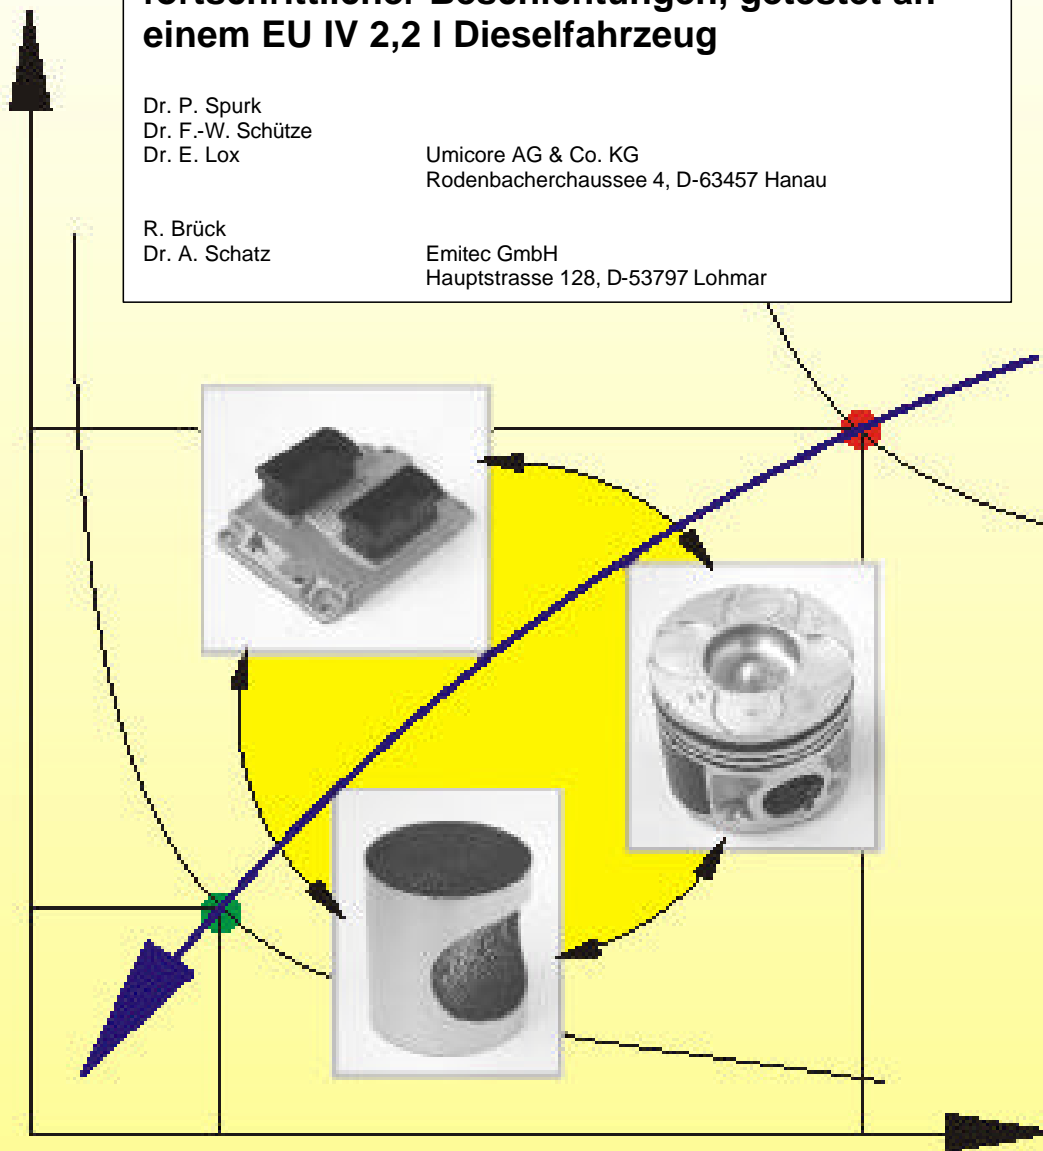 fortschrittlicher Beschichtungen, getestet an
einem EU IV 2,2 l Dieselfahrzeug
Dr. P. Spurk
Dr. F.-W. Schütze
Dr. E. Lox Umicore AG & Co. KG
Rodenbacherchaussee 4, D-63457 Hanau
R. Brück
Dr. A. Schatz Emitec GmbH
Hauptstrasse 128, D-53797 Lohmar